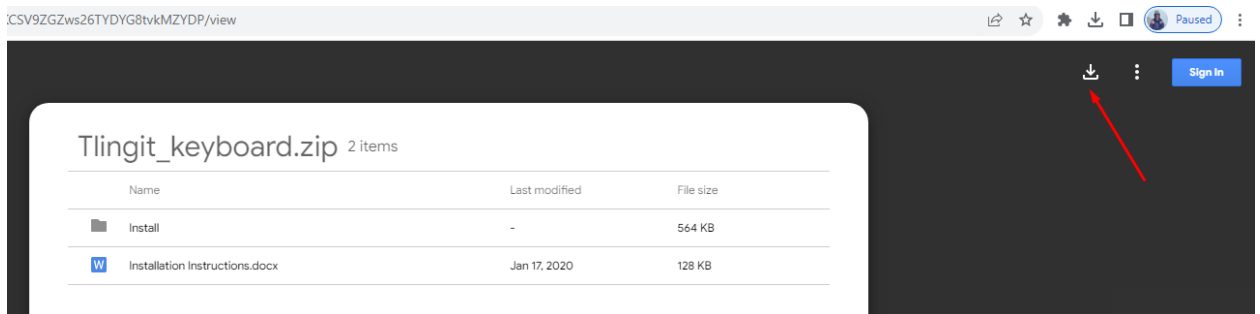 CSV9ZGZws26TYDYG8tvkMZYDP/view
Paused
Sign In
Tlingit_keyboard.zip 2 items
Name Last modified File size
Install - 564 KB
W Installation Instructions.docx Jan 17, 2020 128 KB